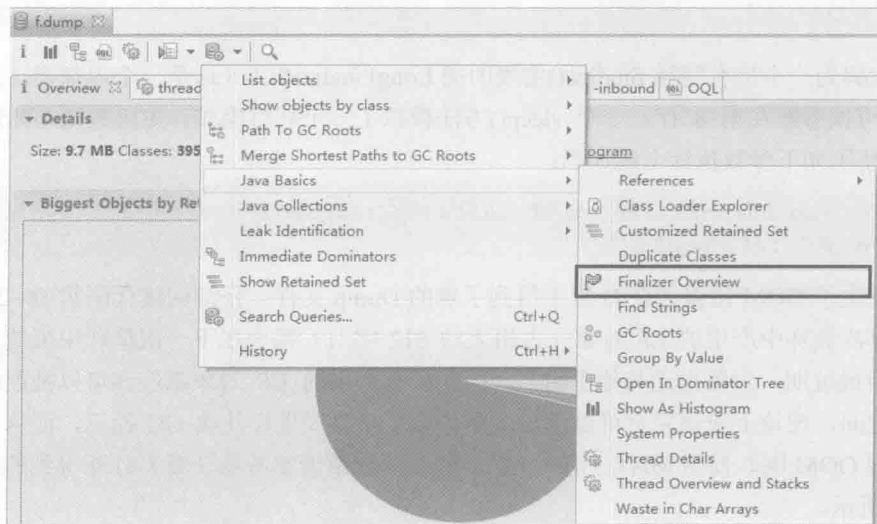 f.dump
Overview
thread
-inbound
OQL
Details
Size: 9.7 MB Classes: 395
ogram
Biggest Objects by Ret
List objects
Show objects by class
Path To GC Roots
Merge Shortest Paths to GC Roots
Java Basics
Java Collections
Leak Identification
Immediate Dominators
Show Retained Set
Search Queries... Ctrl+Q
History Ctrl+H
References
Class Loader Explorer
Customized Retained Set
Duplicate Classes
Finalizer Overview
Find Strings
GC Roots
Group By Value
Open In Dominator Tree
Show As Histogram
System Properties
Thread Details
Thread Overview and Stacks
Waste in Char Arrays